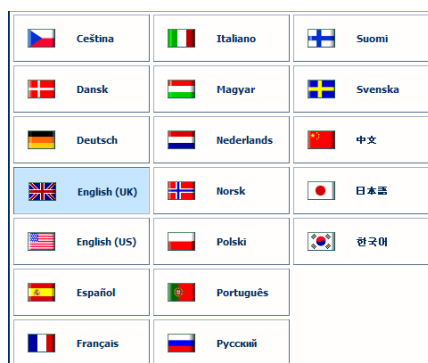 Ceština
Dansk
Deutsch
English (UK)
English (US)
Español
Français
Italiano
Magyar
Nederlands
Norsk
Polski
Português
Русский
Suomi
Svenska
中文
日本語
한국어